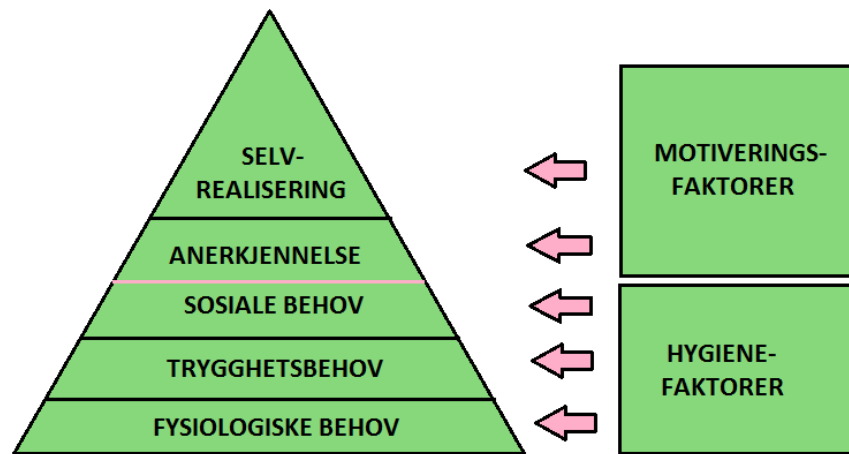 SELV-
REALISERING
ANERKJENNELSE
SOSIALE BEHOV
TRYGGHETSBEHOV
FYSIOLOGISKE BEHOV
MOTIVERINGS-
FAKTORER
HYGIENE-
FAKTORER